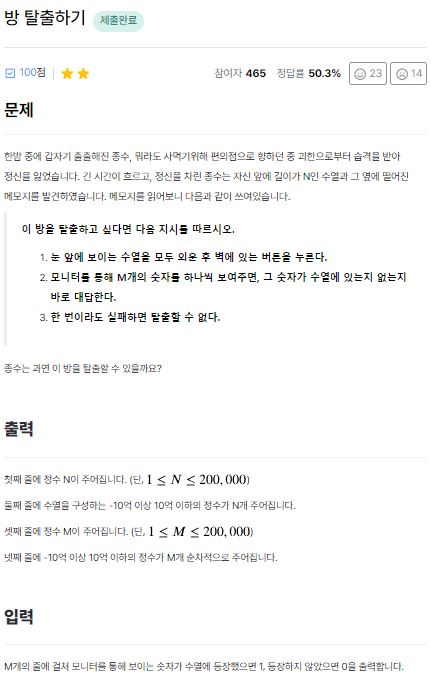 방 탈출하기 제출완료
100점 참여자 465 정답률 50.3% 23 14
문제
한밤 중에 갑자기 출출해진 종수, 뭐라도 사먹기위해 편의점으로 향하던 중 괴한으로부터 습격을 받아
정신을 잃었습니다. 긴 시간이 흐르고, 정신을 차린 종수는 자신 앞에 길이가 N인 수열과 그 옆에 떨어진
메모지를 발견하였습니다. 메모지를 읽어보니 다음과 같이 쓰여있습니다.
이 방을 탈출하고 싶다면 다음 지시를 따르시오.
1. 눈 앞에 보이는 수열을 모두 외운 후 벽에 있는 버튼을 누른다.
2. 모니터를 통해 M개의 숫자를 하나씩 보여주면, 그 숫자가 수열에 있는지 없는지
바로 대답한다.
3. 한 번이라도 실패하면 탈출할 수 없다.
종수는 과연 이 방을 탈출할 수 있을까요?
출력
첫째 줄에 정수 N이 주어집니다. (단, 1 ≤ N ≤ 200,000)
둘째 줄에 수열을 구성하는 -10억 이상 10억 이하의 정수가 N개 주어집니다.
셋째 줄에 정수 M이 주어집니다. (단, 1 ≤ M ≤ 200,000)
넷째 줄에 -10억 이상 10억 이하의 정수가 M개 순차적으로 주어집니다.
입력
M개의 줄에 걸쳐 모니터를 통해 보이는 숫자가 수열에 등장했으면 1, 등장하지 않았으면 0을 출력합니다.